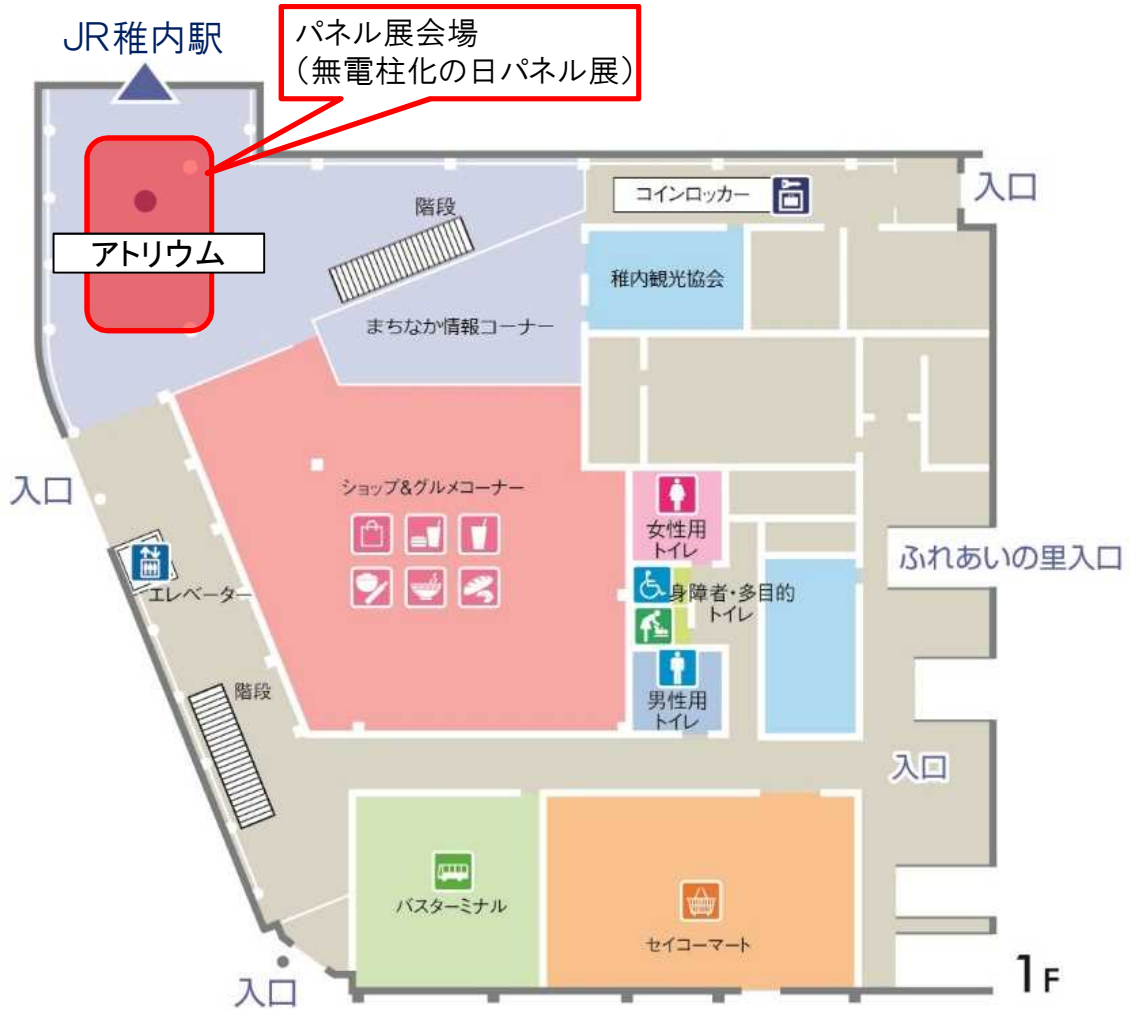 JR稚内駅
パネル展会場
（無電柱化の日パネル展）
コインロッカー
入口
階段
アトリウム
稚内観光協会
まちなか情報コーナー
入口
ショップ&グルメコーナー
女性用
トイレ
ふれあいの里入口
エレベーター
身障者・多目的
トイレ
階段
男性用
トイレ
入口
バスターミナル
セイコーマート
入口
1F